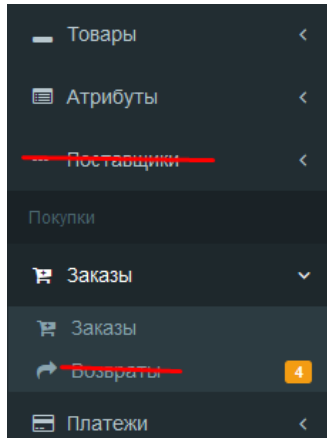 Товары
Атрибуты
Поставщики
Покупки
Заказы
Заказы
Возвраты 4
Платежи